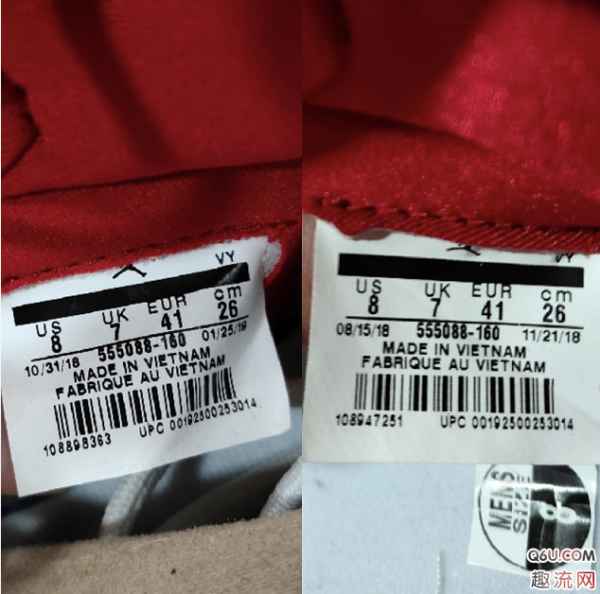 VY
US UK EUR cm
8 7 41 26
10/31/18 555088-160 01/25/19
MADE IN VIETNAM
FABRIQUE AU VIETNAM
108898363 UPC 00192500253014
VY
US UK EUR cm
8 7 41 26
08/15/18 555088-160 11/21/18
MADE IN VIETNAM
FABRIQUE AU VIETNAM
108947251 UPC 00192500253014
MENS
SIZE
8
Q6U.COM
趣流网